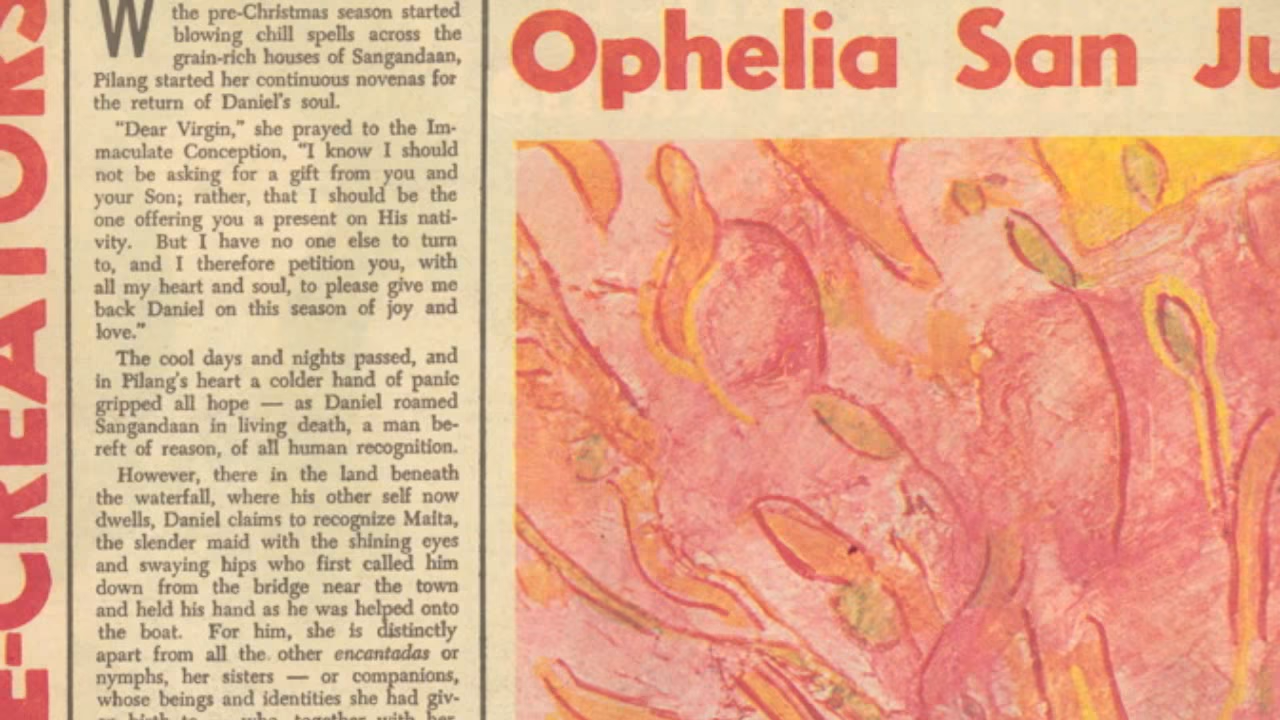 E-CREATORS
W
the pre-Christmas season started
blowing chill spells across the
grain-rich houses of Sangandaan,
Pilang started her continuous novenas for
the return of Daniel's soul.
"Dear Virgin," she prayed to the Im-
maculate Conception, "I know I should
not be asking for a gift from you and
your Son; rather, that I should be the
one offering you a present on His nati-
vity. But I have no one else to turn
to, and I therefore petition you, with
all my heart and soul, to please give me
back Daniel on this season of joy and
love."
The cool days and nights passed, and
in Pilang's heart a colder hand of panic
gripped all hope — as Daniel roamed
Sangandaan in living death, a man be-
reft of reason, of all human recognition.
However, there in the land beneath
the waterfall, where his other self now
dwells, Daniel claims to recognize Malta,
the slender maid with the shining eyes
and swaying hips who first called him
down from the bridge near the town
and held his hand as he was helped onto
the boat. For him, she is distinctly
apart from all the other encantadas or
nymphs, her sisters — or companions,
whose beings and identities she had giv-
birth to who, together with her
Ophelia San Ju